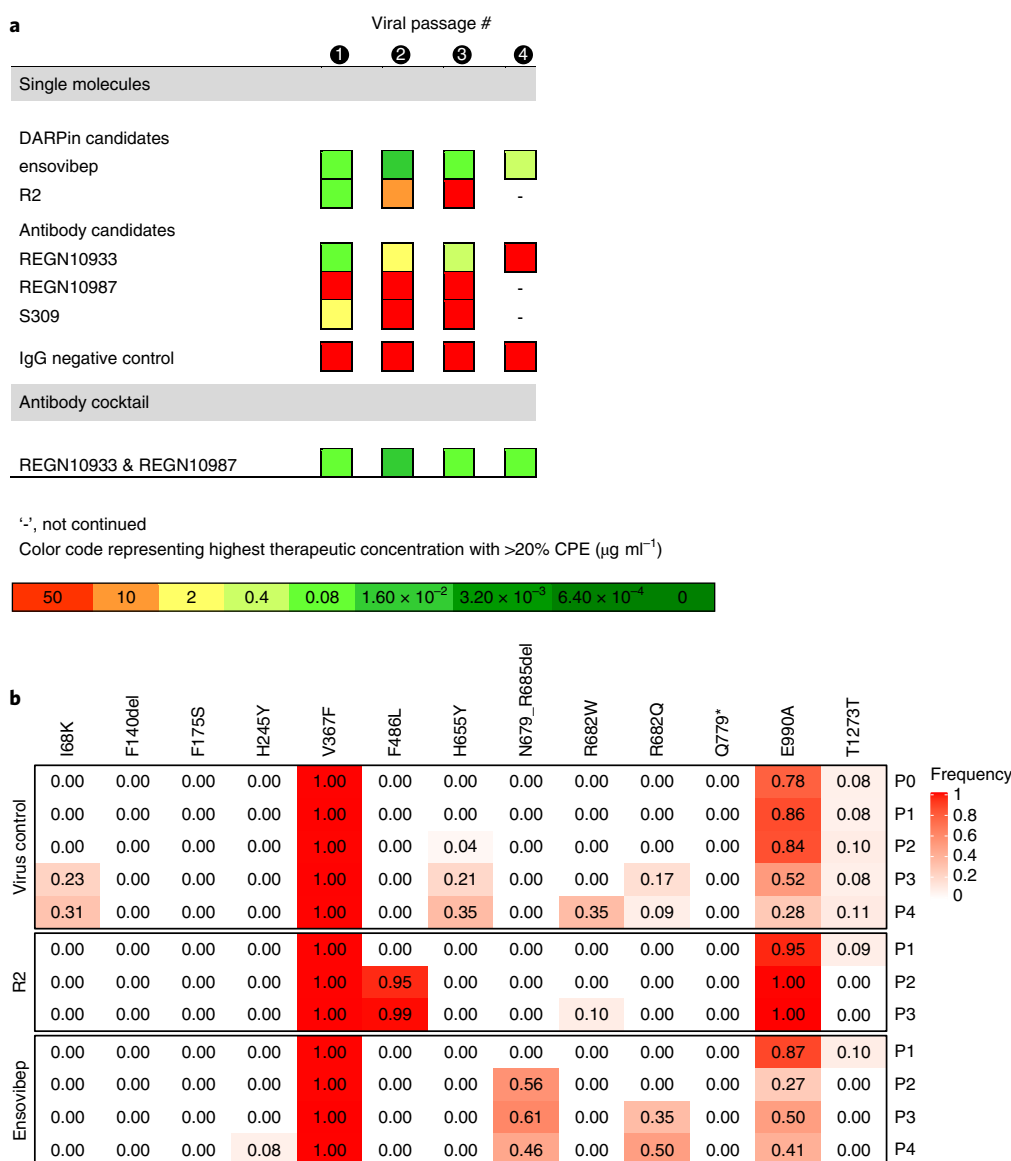 a
Viral passage #
1 2 3 4
Single molecules
DARPin candidates
ensovibep
R2 -
Antibody candidates
REGN10933
REGN10987 -
S309 -
IgG negative control
Antibody cocktail
REGN10933 & REGN10987
‘-’, not continued
Color code representing highest therapeutic concentration with >20% CPE (µg ml⁻¹)
50 10 2 0.4 0.08 1.60 × 10⁻² 3.20 × 10⁻³ 6.40 × 10⁻⁴ 0
b
I68K F140del F175S H245Y V367F F486L H655Y N679_R685del R682W R682Q Q779* E990A T1273T
Virus control
0.00 0.00 0.00 0.00 1.00 0.00 0.00 0.00 0.00 0.00 0.00 0.78 0.08 P0
0.00 0.00 0.00 0.00 1.00 0.00 0.00 0.00 0.00 0.00 0.00 0.86 0.08 P1
0.00 0.00 0.00 0.00 1.00 0.00 0.04 0.00 0.00 0.00 0.00 0.84 0.10 P2
0.23 0.00 0.00 0.00 1.00 0.00 0.21 0.00 0.00 0.17 0.00 0.52 0.08 P3
0.31 0.00 0.00 0.00 1.00 0.00 0.35 0.00 0.35 0.09 0.00 0.28 0.11 P4
R2
0.00 0.00 0.00 0.00 1.00 0.00 0.00 0.00 0.00 0.00 0.00 0.95 0.09 P1
0.00 0.00 0.00 0.00 1.00 0.95 0.00 0.00 0.00 0.00 0.00 1.00 0.00 P2
0.00 0.00 0.00 0.00 1.00 0.99 0.00 0.00 0.10 0.00 0.00 1.00 0.00 P3
Ensovibep
0.00 0.00 0.00 0.00 1.00 0.00 0.00 0.00 0.00 0.00 0.00 0.87 0.10 P1
0.00 0.00 0.00 0.00 1.00 0.00 0.00 0.56 0.00 0.00 0.00 0.27 0.00 P2
0.00 0.00 0.00 0.00 1.00 0.00 0.00 0.61 0.00 0.35 0.00 0.50 0.00 P3
0.00 0.00 0.00 0.08 1.00 0.00 0.00 0.46 0.00 0.50 0.00 0.41 0.00 P4
Frequency
1
0.8
0.6
0.4
0.2
0